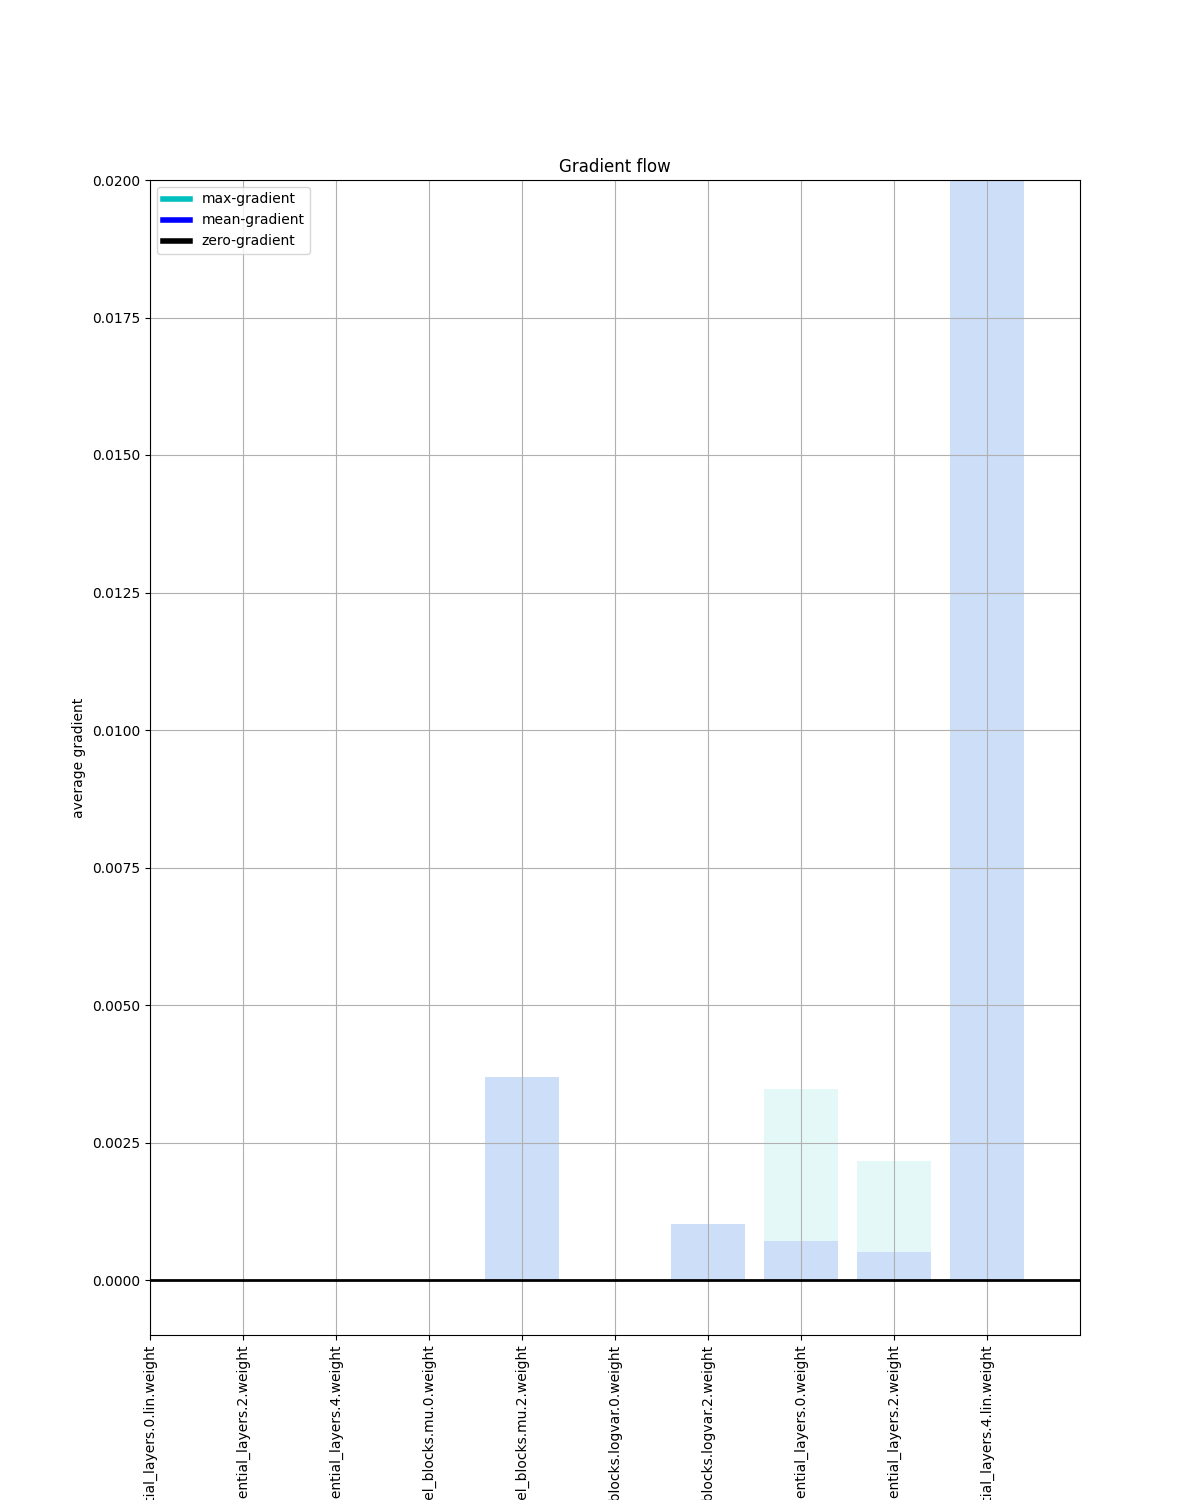 Gradient flow
max-gradient
mean-gradient
zero-gradient
0.0200
0.0175
0.0150
0.0125
0.0100
0.0075
0.0050
0.0025
0.0000
average gradient
tial_layers.0.lin.weight
ential_layers.2.weight
ential_layers.4.weight
el_blocks.mu.0.weight
el_blocks.mu.2.weight
blocks.logvar.0.weight
blocks.logvar.2.weight
ential_layers.0.weight
ential_layers.2.weight
tial_layers.4.lin.weight